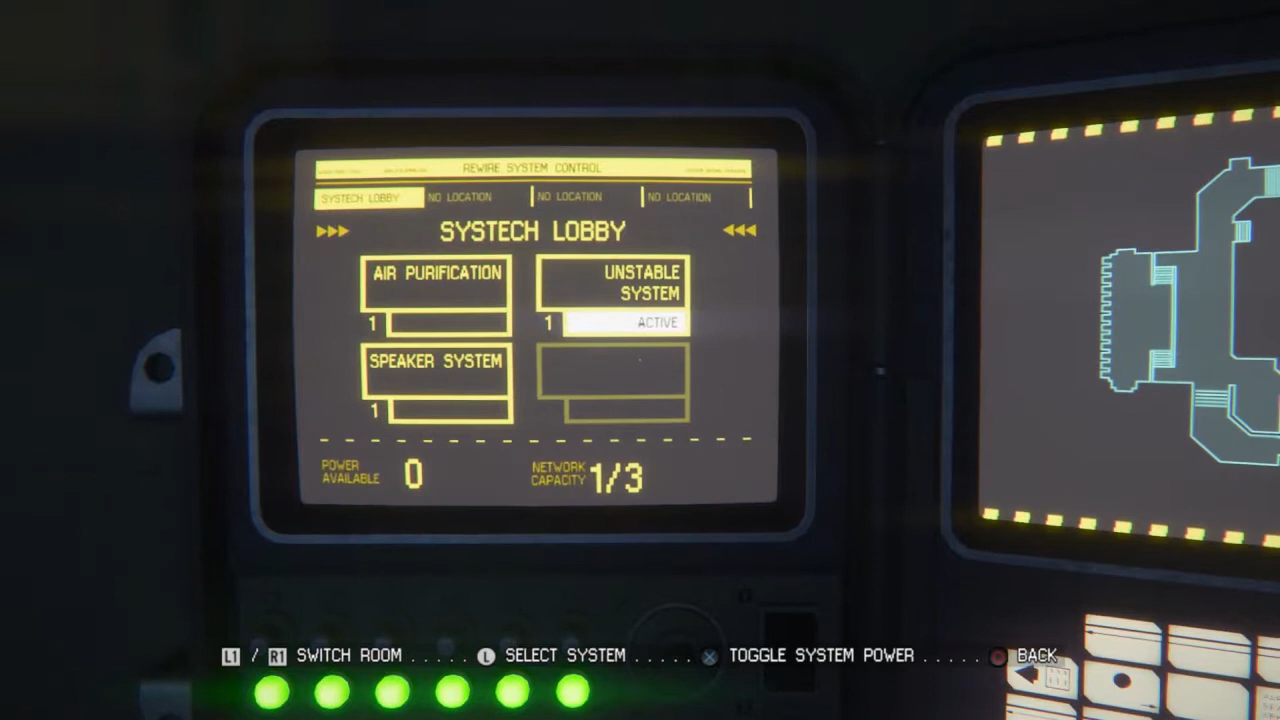 REWIRE SYSTEM CONTROL
SYSTECH LOBBY NO LOCATION NO LOCATION NO LOCATION
SYSTECH LOBBY
AIR PURIFICATION
1
UNSTABLE
SYSTEM
1 ACTIVE
SPEAKER SYSTEM
1
POWER
AVAILABLE 0
NETWORK
CAPACITY 1/3
L1 / R1 SWITCH ROOM ..... L SELECT SYSTEM ..... X TOGGLE SYSTEM POWER ..... BACK